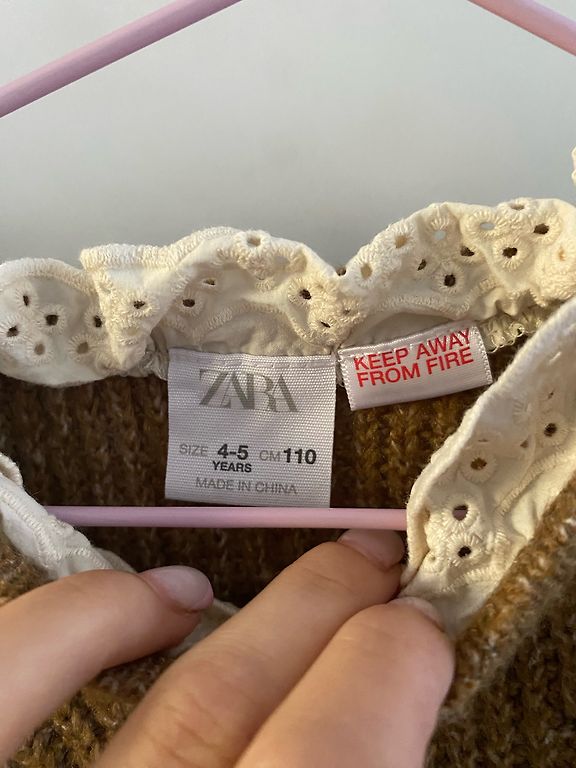 ZARA
SIZE 4-5 CM 110
YEARS
MADE IN CHINA
KEEP AWAY
FROM FIRE